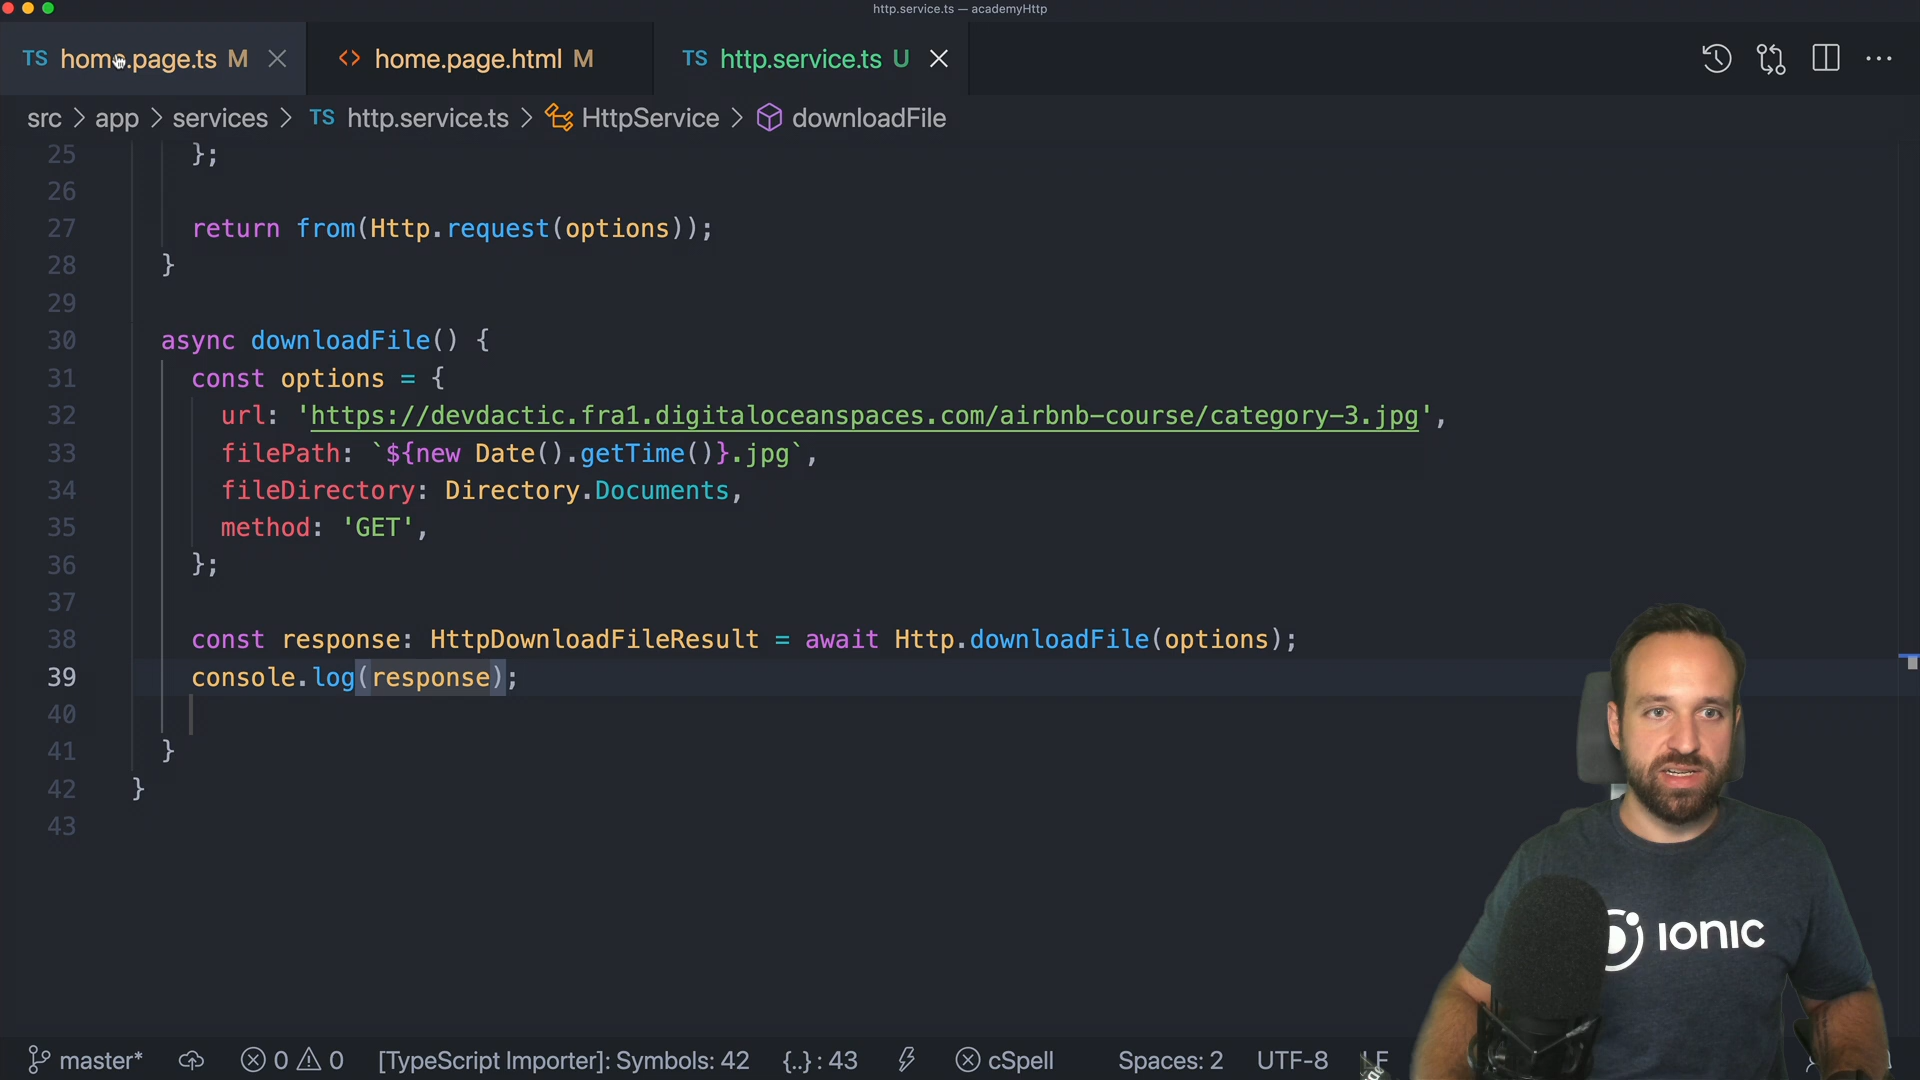 http.service.ts — academyHttp
TS home.page.ts M
home.page.html M
TS http.service.ts U
src > app > services > TS http.service.ts > HttpService > downloadFile
25 };
26
27 return from(Http.request(options));
28 }
29
30 async downloadFile() {
31 const options = {
32 url: 'https://devdactic.fra1.digitaloceanspaces.com/airbnb-course/category-3.jpg',
33 filePath: `${new Date().getTime()}.jpg`,
34 fileDirectory: Directory.Documents,
35 method: 'GET',
36 };
37
38 const response: HttpDownloadFileResult = await Http.downloadFile(options);
39 console.log(response);
40
41 }
42 }
43
IONIC
master* 0 0 [TypeScript Importer]: Symbols: 42 {..} : 43 cSpell Spaces: 2 UTF-8 LF